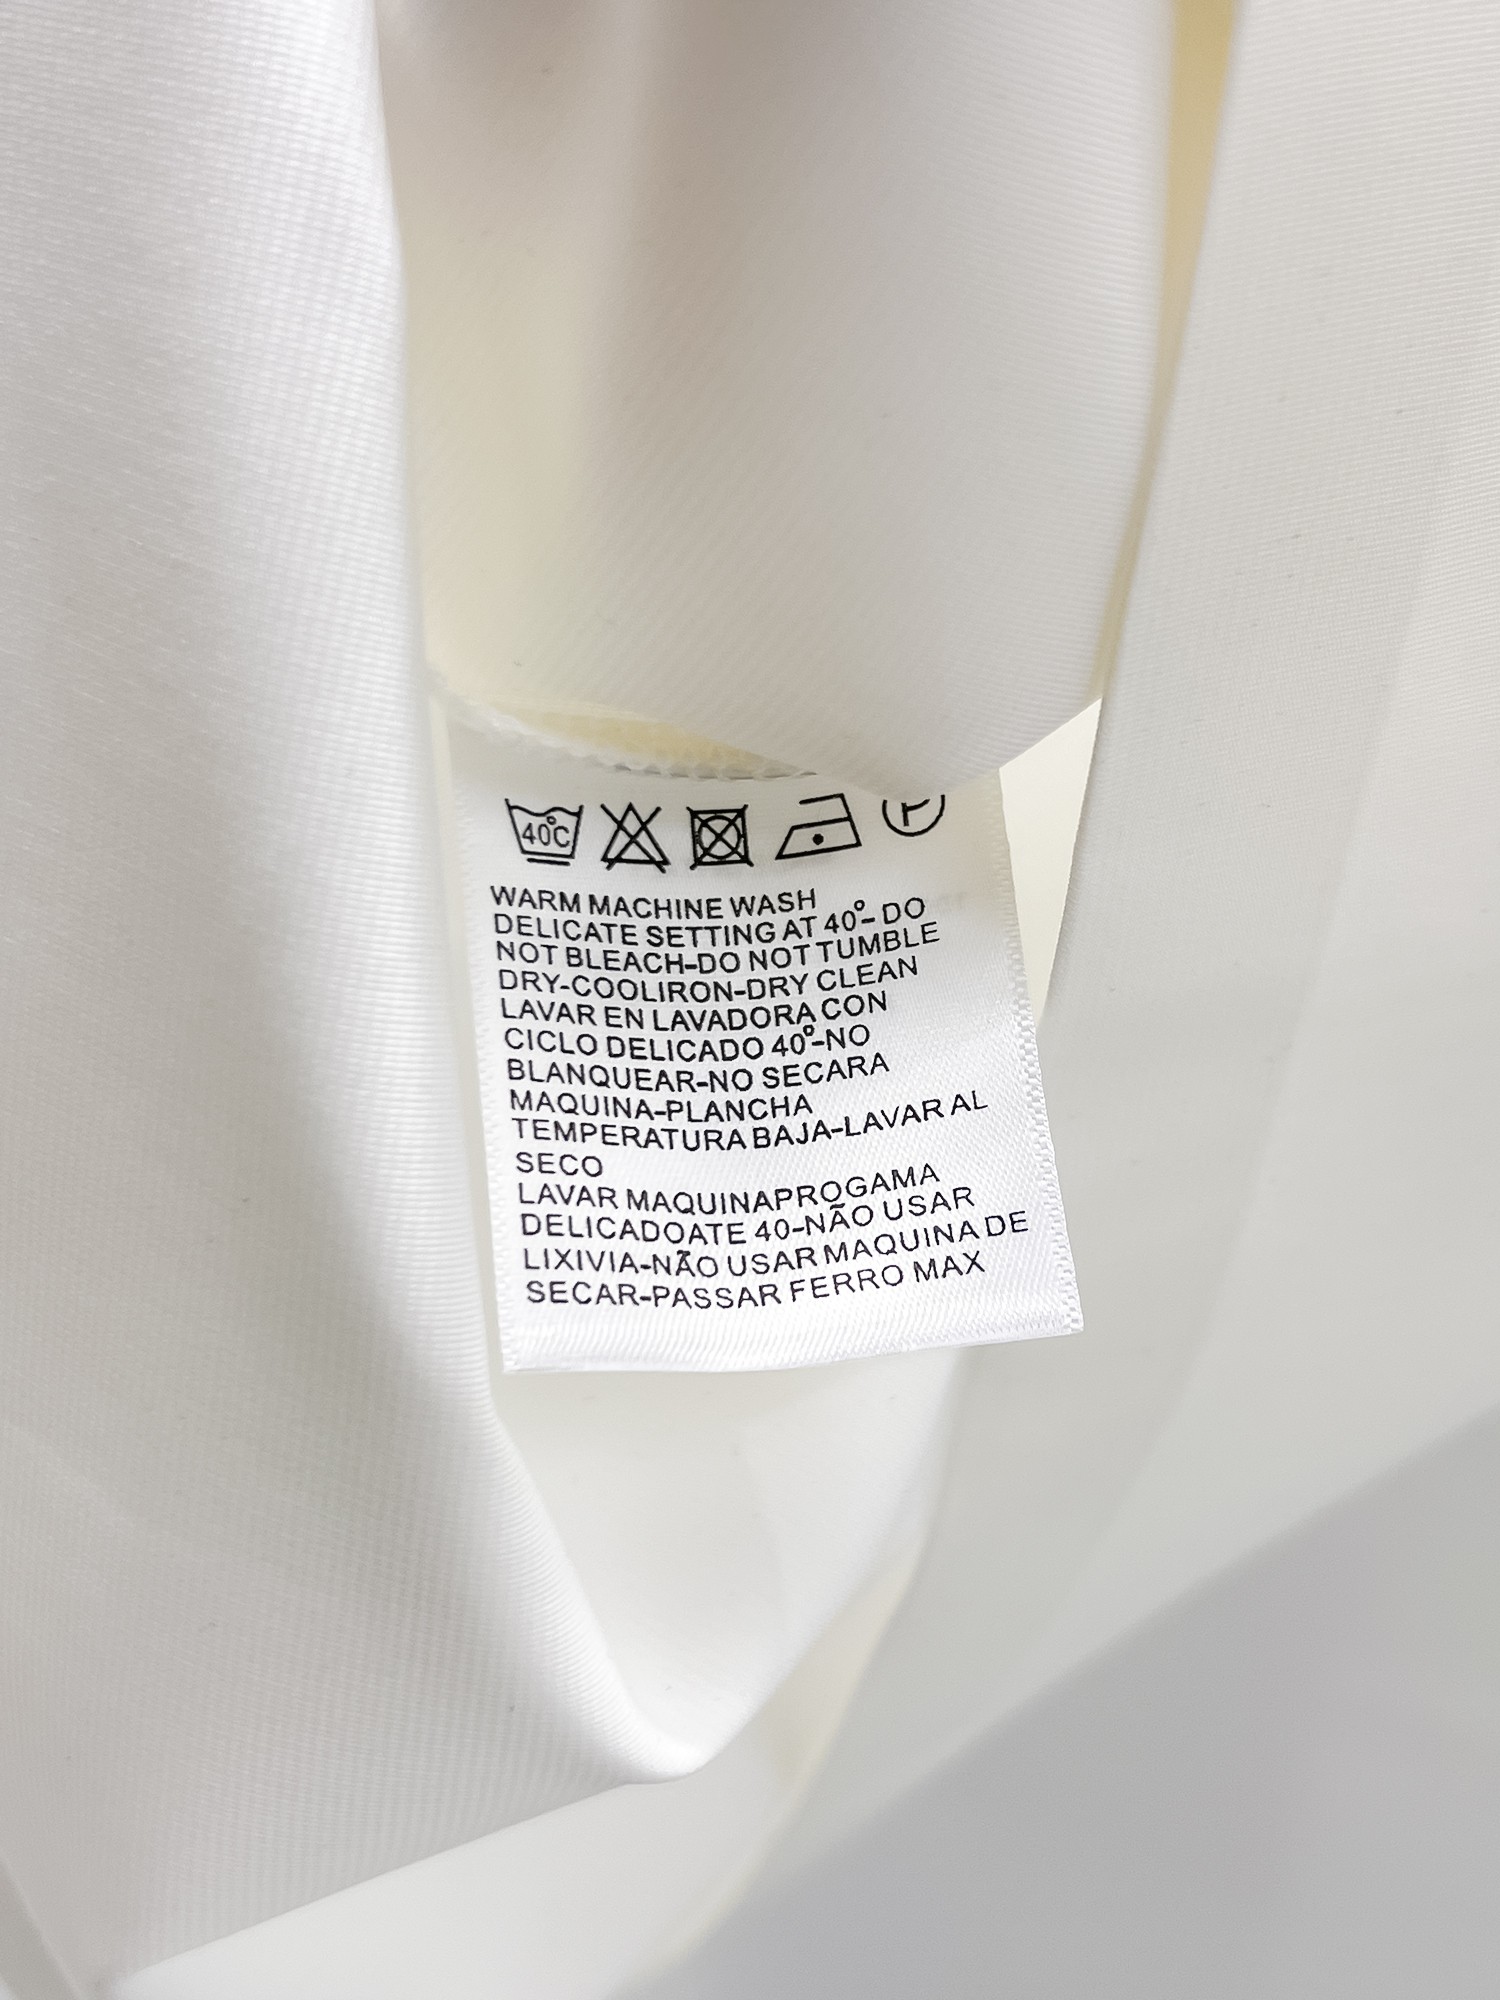 40°C P
WARM MACHINE WASH
DELICATE SETTING AT 40°-DO
NOT BLEACH-DO NOT TUMBLE
DRY-COOLIRON-DRY CLEAN
LAVAR EN LAVADORA CON
CICLO DELICADO 40°-NO
BLANQUEAR-NO SECARA
MAQUINA-PLANCHA
TEMPERATURA BAJA-LAVAR AL
SECO
LAVAR MAQUINAPROGAMA
DELICADOATE 40-NÃO USAR
LIXIVIA-NÃO USAR MAQUINA DE
SECAR-PASSAR FERRO MAX